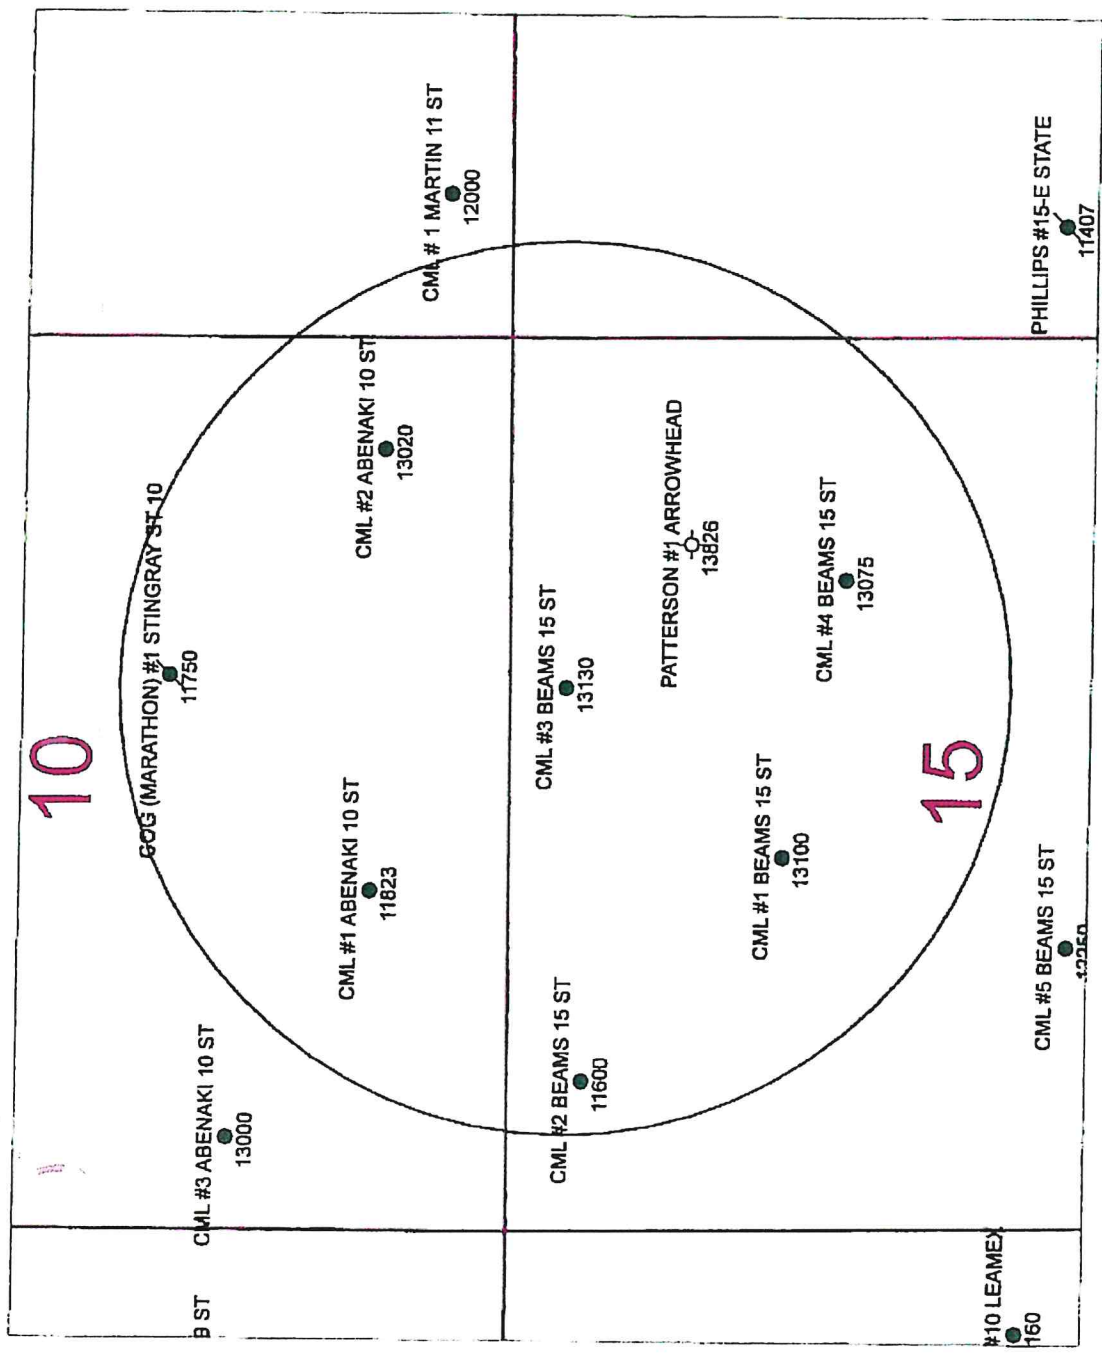 10
COG (MARATHON) #1 STINGRAY ST 10
11750
9 ST
CML #3 ABENAKI 10 ST
13000
CML #1 ABENAKI 10 ST
11823
CML #2 ABENAKI 10 ST
13020
CML # 1 MARTIN 11 ST
12000
CML #3 BEAMS 15 ST
13130
CML #2 BEAMS 15 ST
11600
PATTERSON #1 ARROWHEAD
13826
CML #1 BEAMS 15 ST
13100
CML #4 BEAMS 15 ST
13075
15
#10 LEAMEX
160
CML #5 BEAMS 15 ST
PHILLIPS #15-E STATE
11407